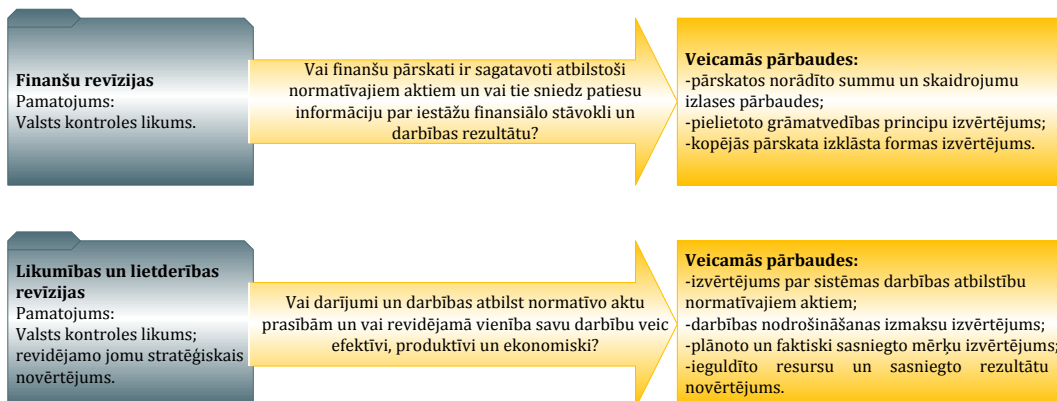 Finanšu revīzijas
Pamatojums:
Valsts kontroles likums.
Vai finanšu pārskati ir sagatavoti atbilstoši
normatīvajiem aktiem un vai tie sniedz patiesu
informāciju par iestāžu finansiālo stāvokli un
darbības rezultātu?
Veicamās pārbaudes:
-pārskatos norādīto summu un skaidrojumu
izlases pārbaudes;
-pielietoto grāmatvedības principu izvērtējums;
-kopējās pārskata izklāsta formas izvērtējums.
Likumības un lietderības
revīzijas
Pamatojums:
Valsts kontroles likums;
revidējamo jomu stratēģiskais
novērtējums.
Vai darījumi un darbības atbilst normatīvo aktu
prasībām un vai revidējamā vienība savu darbību veic
efektīvi, produktīvi un ekonomiski?
Veicamās pārbaudes:
-izvērtējums par sistēmas darbības atbilstību
normatīvajiem aktiem;
-darbības nodrošināšanas izmaksu izvērtējums;
-plānoto un faktiski sasniegto mērķu izvērtējums;
-ieguldīto resursu un sasniegto rezultātu
novērtējums.